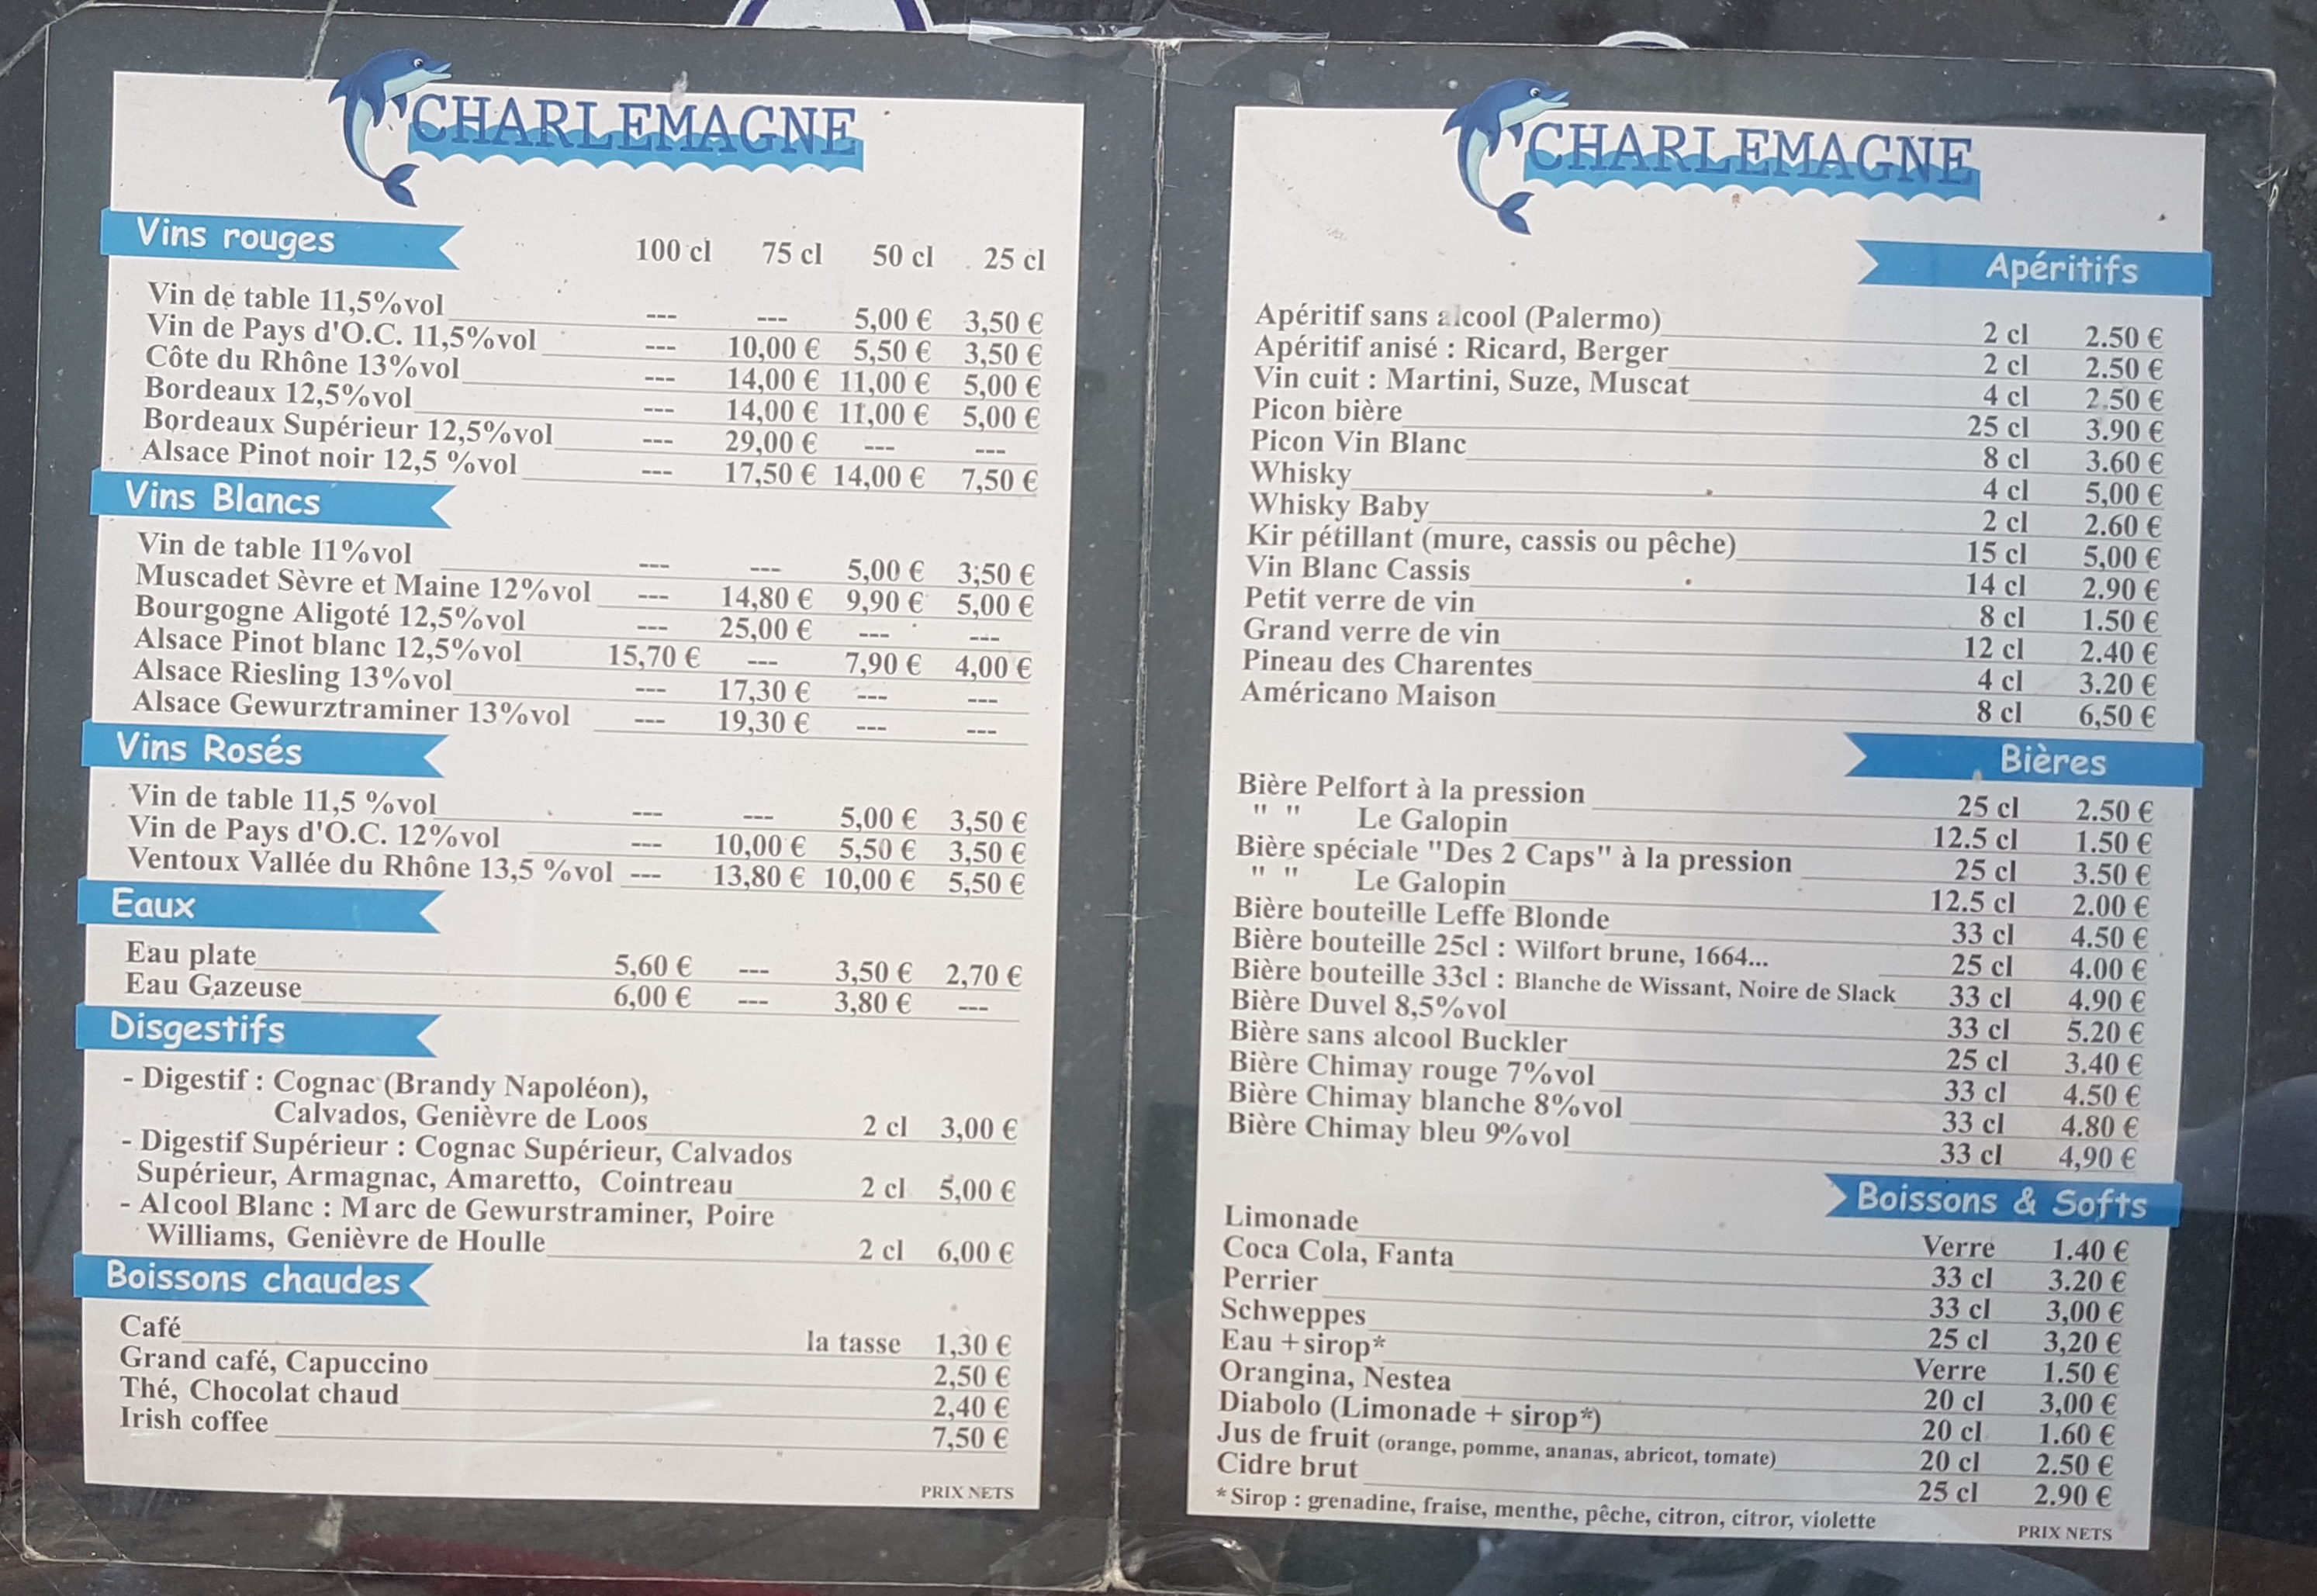 CHARLEMAGNE
Vins rouges 100 cl 75 cl 50 cl 25 cl
Vin de table 11,5%vol --- --- 5,00 € 3,50 €
Vin de Pays d'O.C. 11,5%vol --- 10,00 € 5,50 € 3,50 €
Côte du Rhône 13%vol --- 14,00 € 11,00 € 5,00 €
Bordeaux 12,5%vol --- 14,00 € 11,00 € 5,00 €
Bordeaux Supérieur 12,5%vol --- 29,00 € --- ---
Alsace Pinot noir 12,5 %vol --- 17,50 € 14,00 € 7,50 €
Vins Blancs
Vin de table 11%vol --- --- 5,00 € 3,50 €
Muscadet Sèvre et Maine 12%vol --- 14,80 € 9,90 € 5,00 €
Bourgogne Aligoté 12,5%vol --- 25,00 € --- ---
Alsace Pinot blanc 12,5%vol 15,70 € --- 7,90 € 4,00 €
Alsace Riesling 13%vol --- 17,30 € --- ---
Alsace Gewurztraminer 13%vol --- 19,30 € --- ---
Vins Rosés
Vin de table 11,5 %vol --- --- 5,00 € 3,50 €
Vin de Pays d'O.C. 12%vol --- 10,00 € 5,50 € 3,50 €
Ventoux Vallée du Rhône 13,5 %vol --- 13,80 € 10,00 € 5,50 €
Eaux
Eau plate 5,60 € --- 3,50 € 2,70 €
Eau Gazeuse 6,00 € --- 3,80 € ---
Disgestifs
- Digestif : Cognac (Brandy Napoléon),
Calvados, Genièvre de Loos 2 cl 3,00 €
- Digestif Supérieur : Cognac Supérieur, Calvados
Supérieur, Armagnac, Amaretto, Cointreau 2 cl 5,00 €
- Alcool Blanc : Marc de Gewurstraminer, Poire
Williams, Genièvre de Houlle 2 cl 6,00 €
Boissons chaudes
Café la tasse 1,30 €
Grand café, Capuccino 2,50 €
Thé, Chocolat chaud 2,40 €
Irish coffee 7,50 €
PRIX NETS
CHARLEMAGNE
Apéritifs
Apéritif sans alcool (Palermo) 2 cl 2.50 €
Apéritif anisé : Ricard, Berger 2 cl 2.50 €
Vin cuit : Martini, Suze, Muscat 4 cl 2.50 €
Picon bière 25 cl 3.90 €
Picon Vin Blanc 8 cl 3.60 €
Whisky 4 cl 5,00 €
Whisky Baby 2 cl 2.60 €
Kir pétillant (mure, cassis ou pêche) 15 cl 5,00 €
Vin Blanc Cassis 14 cl 2.90 €
Petit verre de vin 8 cl 1.50 €
Grand verre de vin 12 cl 2.40 €
Pineau des Charentes 4 cl 3.20 €
Américano Maison 8 cl 6,50 €
Bières
Bière Pelfort à la pression 25 cl 2.50 €
" " Le Galopin 12.5 cl 1.50 €
Bière spéciale "Des 2 Caps" à la pression 25 cl 3.50 €
" " Le Galopin 12.5 cl 2.00 €
Bière bouteille Leffe Blonde 33 cl 4.50 €
Bière bouteille 25cl : Wilfort brune, 1664... 25 cl 4.00 €
Bière bouteille 33cl : Blanche de Wissant, Noire de Slack 33 cl 4.90 €
Bière Duvel 8,5%vol 33 cl 5.20 €
Bière sans alcool Buckler 25 cl 3.40 €
Bière Chimay rouge 7%vol 33 cl 4.50 €
Bière Chimay blanche 8%vol 33 cl 4.80 €
Bière Chimay bleu 9%vol 33 cl 4,90 €
Boissons & Softs
Limonade Verre 1.40 €
Coca Cola, Fanta 33 cl 3.20 €
Perrier 33 cl 3,00 €
Schweppes 25 cl 3,20 €
Eau + sirop* Verre 1.50 €
Orangina, Nestea 20 cl 3,00 €
Diabolo (Limonade + sirop*) 20 cl 1.60 €
Jus de fruit (orange, pomme, ananas, abricot, tomate) 20 cl 2.50 €
Cidre brut 25 cl 2.90 €
* Sirop : grenadine, fraise, menthe, pêche, citron, citror, violette
PRIX NETS